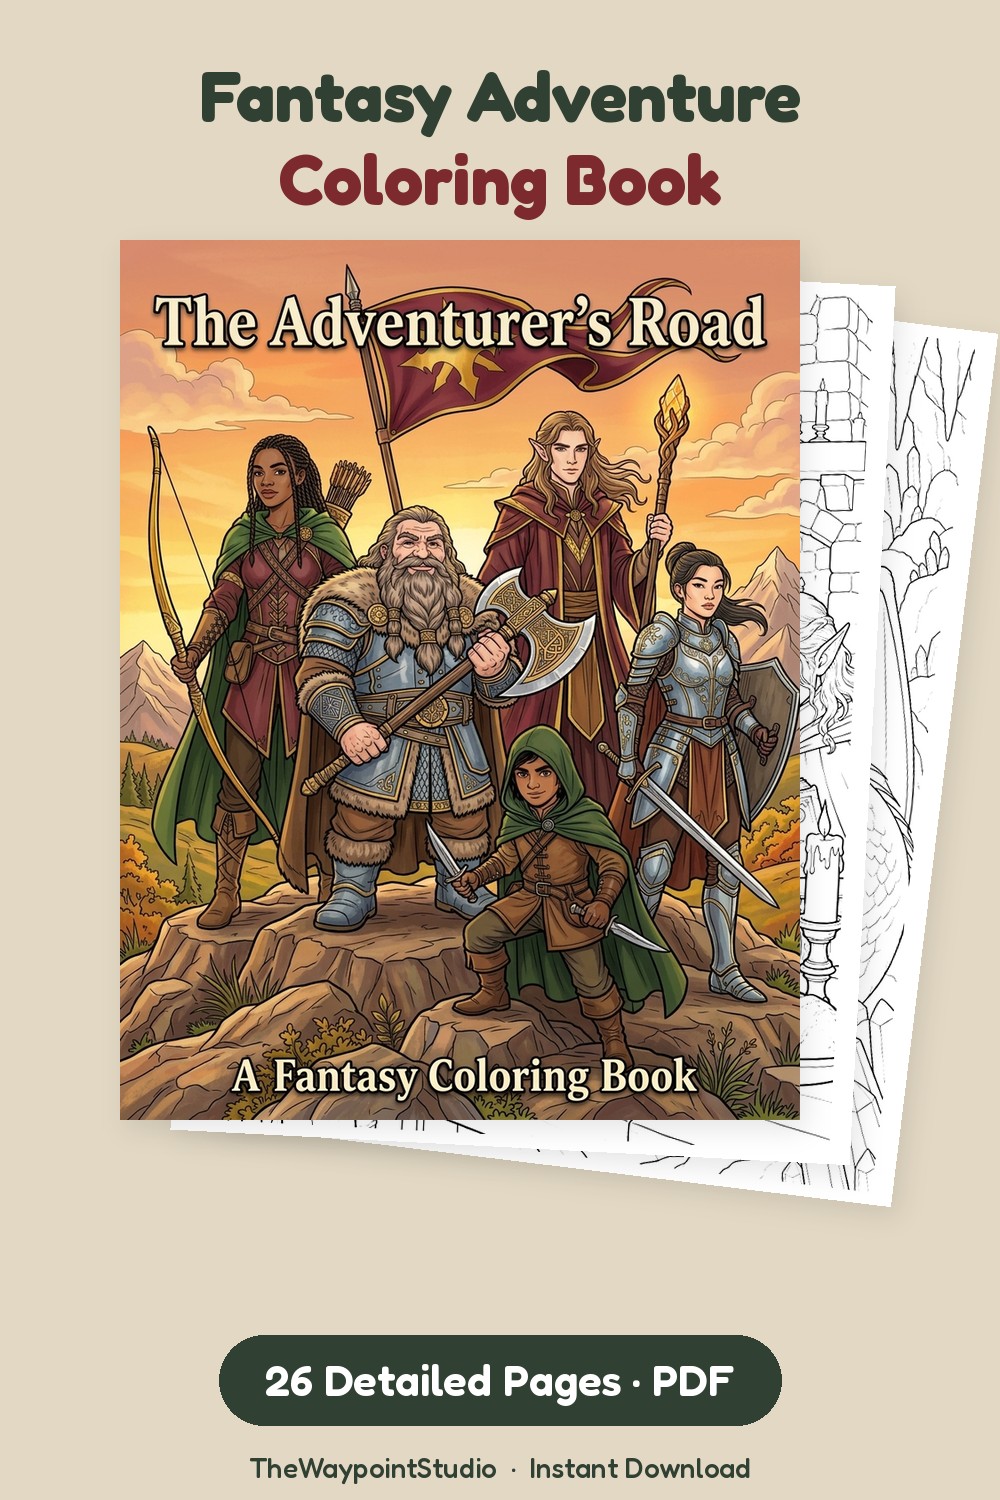 Fantasy Adventure
Coloring Book
The Adventurer’s Road
A Fantasy Coloring Book
26 Detailed Pages · PDF
TheWaypointStudio · Instant Download